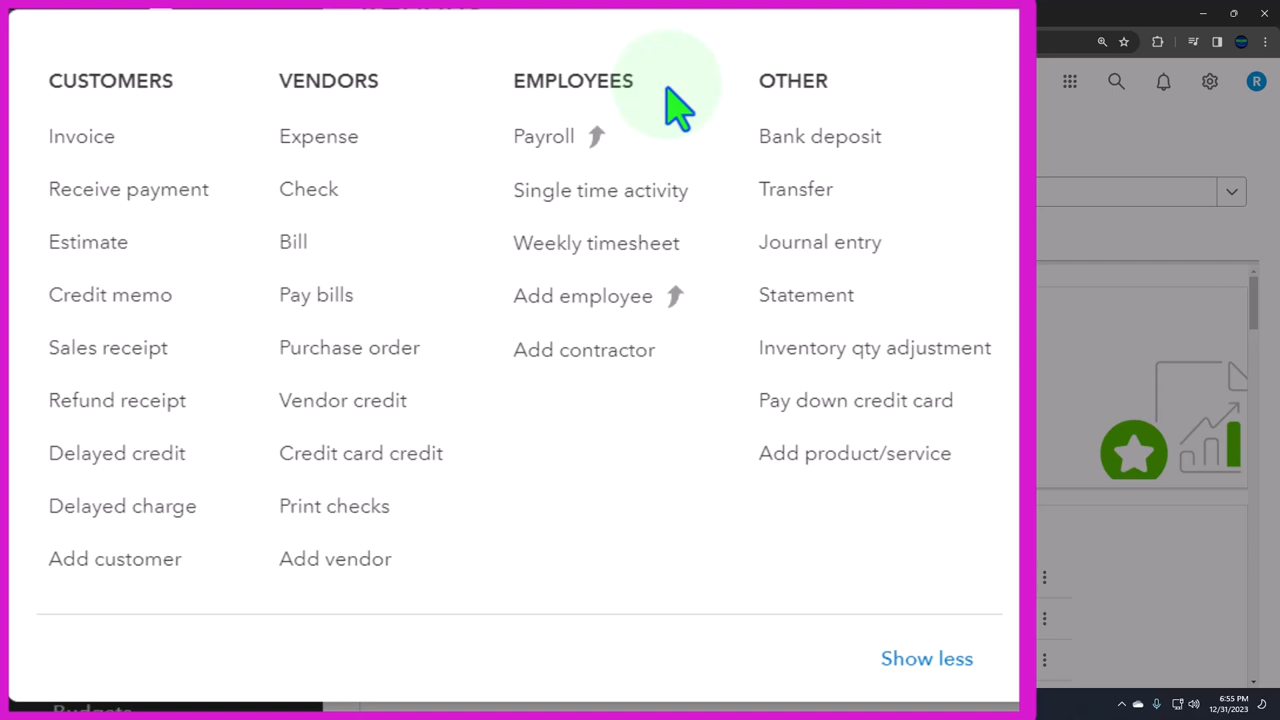 CUSTOMERS
Invoice
Receive payment
Estimate
Credit memo
Sales receipt
Refund receipt
Delayed credit
Delayed charge
Add customer
VENDORS
Expense
Check
Bill
Pay bills
Purchase order
Vendor credit
Credit card credit
Print checks
Add vendor
EMPLOYEES
Payroll
Single time activity
Weekly timesheet
Add employee
Add contractor
OTHER
Bank deposit
Transfer
Journal entry
Statement
Inventory qty adjustment
Pay down credit card
Add product/service
Show less
R
Budgets
6:55 PM
12/31/2023